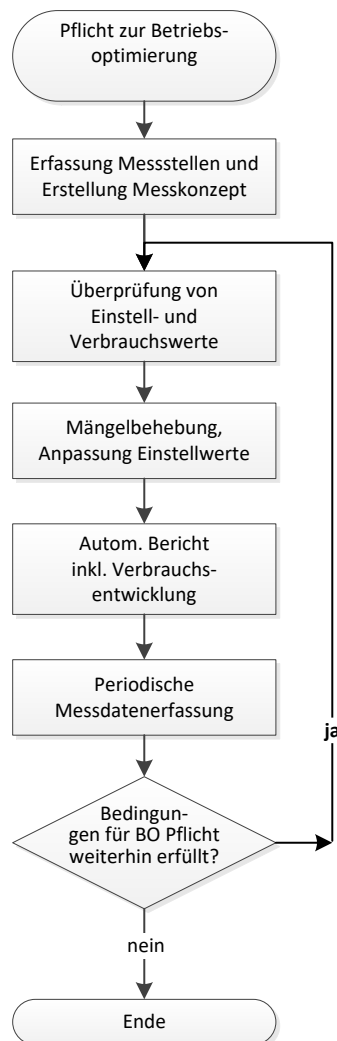 Pflicht zur Betriebs-
optimierung
Erfassung Messstellen und
Erstellung Messkonzept
Überprüfung von
Einstell- und
Verbrauchswerte
Mängelbehebung,
Anpassung Einstellwerte
Autom. Bericht
inkl. Verbrauchs-
entwicklung
Periodische
Messdatenerfassung
ja
Bedingun-
gen für BO Pflicht
weiterhin erfüllt?
nein
Ende